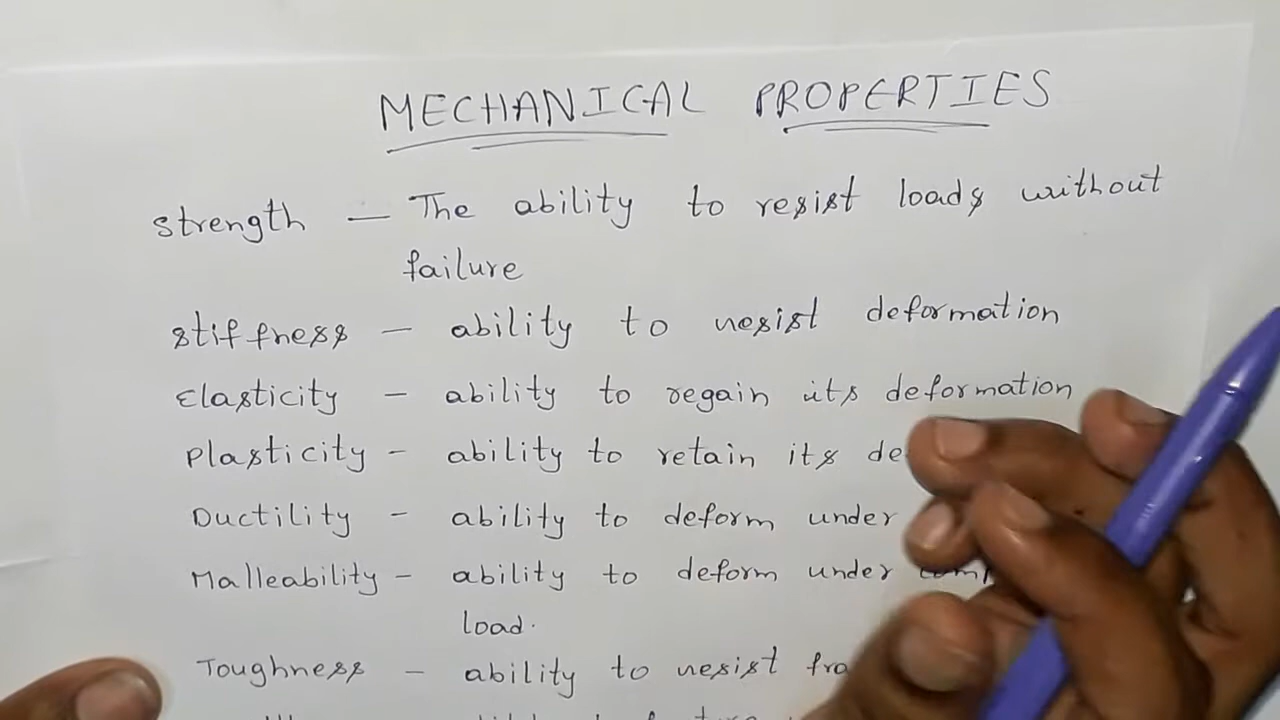 MECHANICAL PROPERTIES
strength — The ability to resist loads without
failure
stiffness - ability to resist deformation
Elasticity - ability to regain its deformation
Plasticity - ability to retain its
Ductility - ability to deform under
Malleability - ability to deform under
load.
Toughness - ability to resist